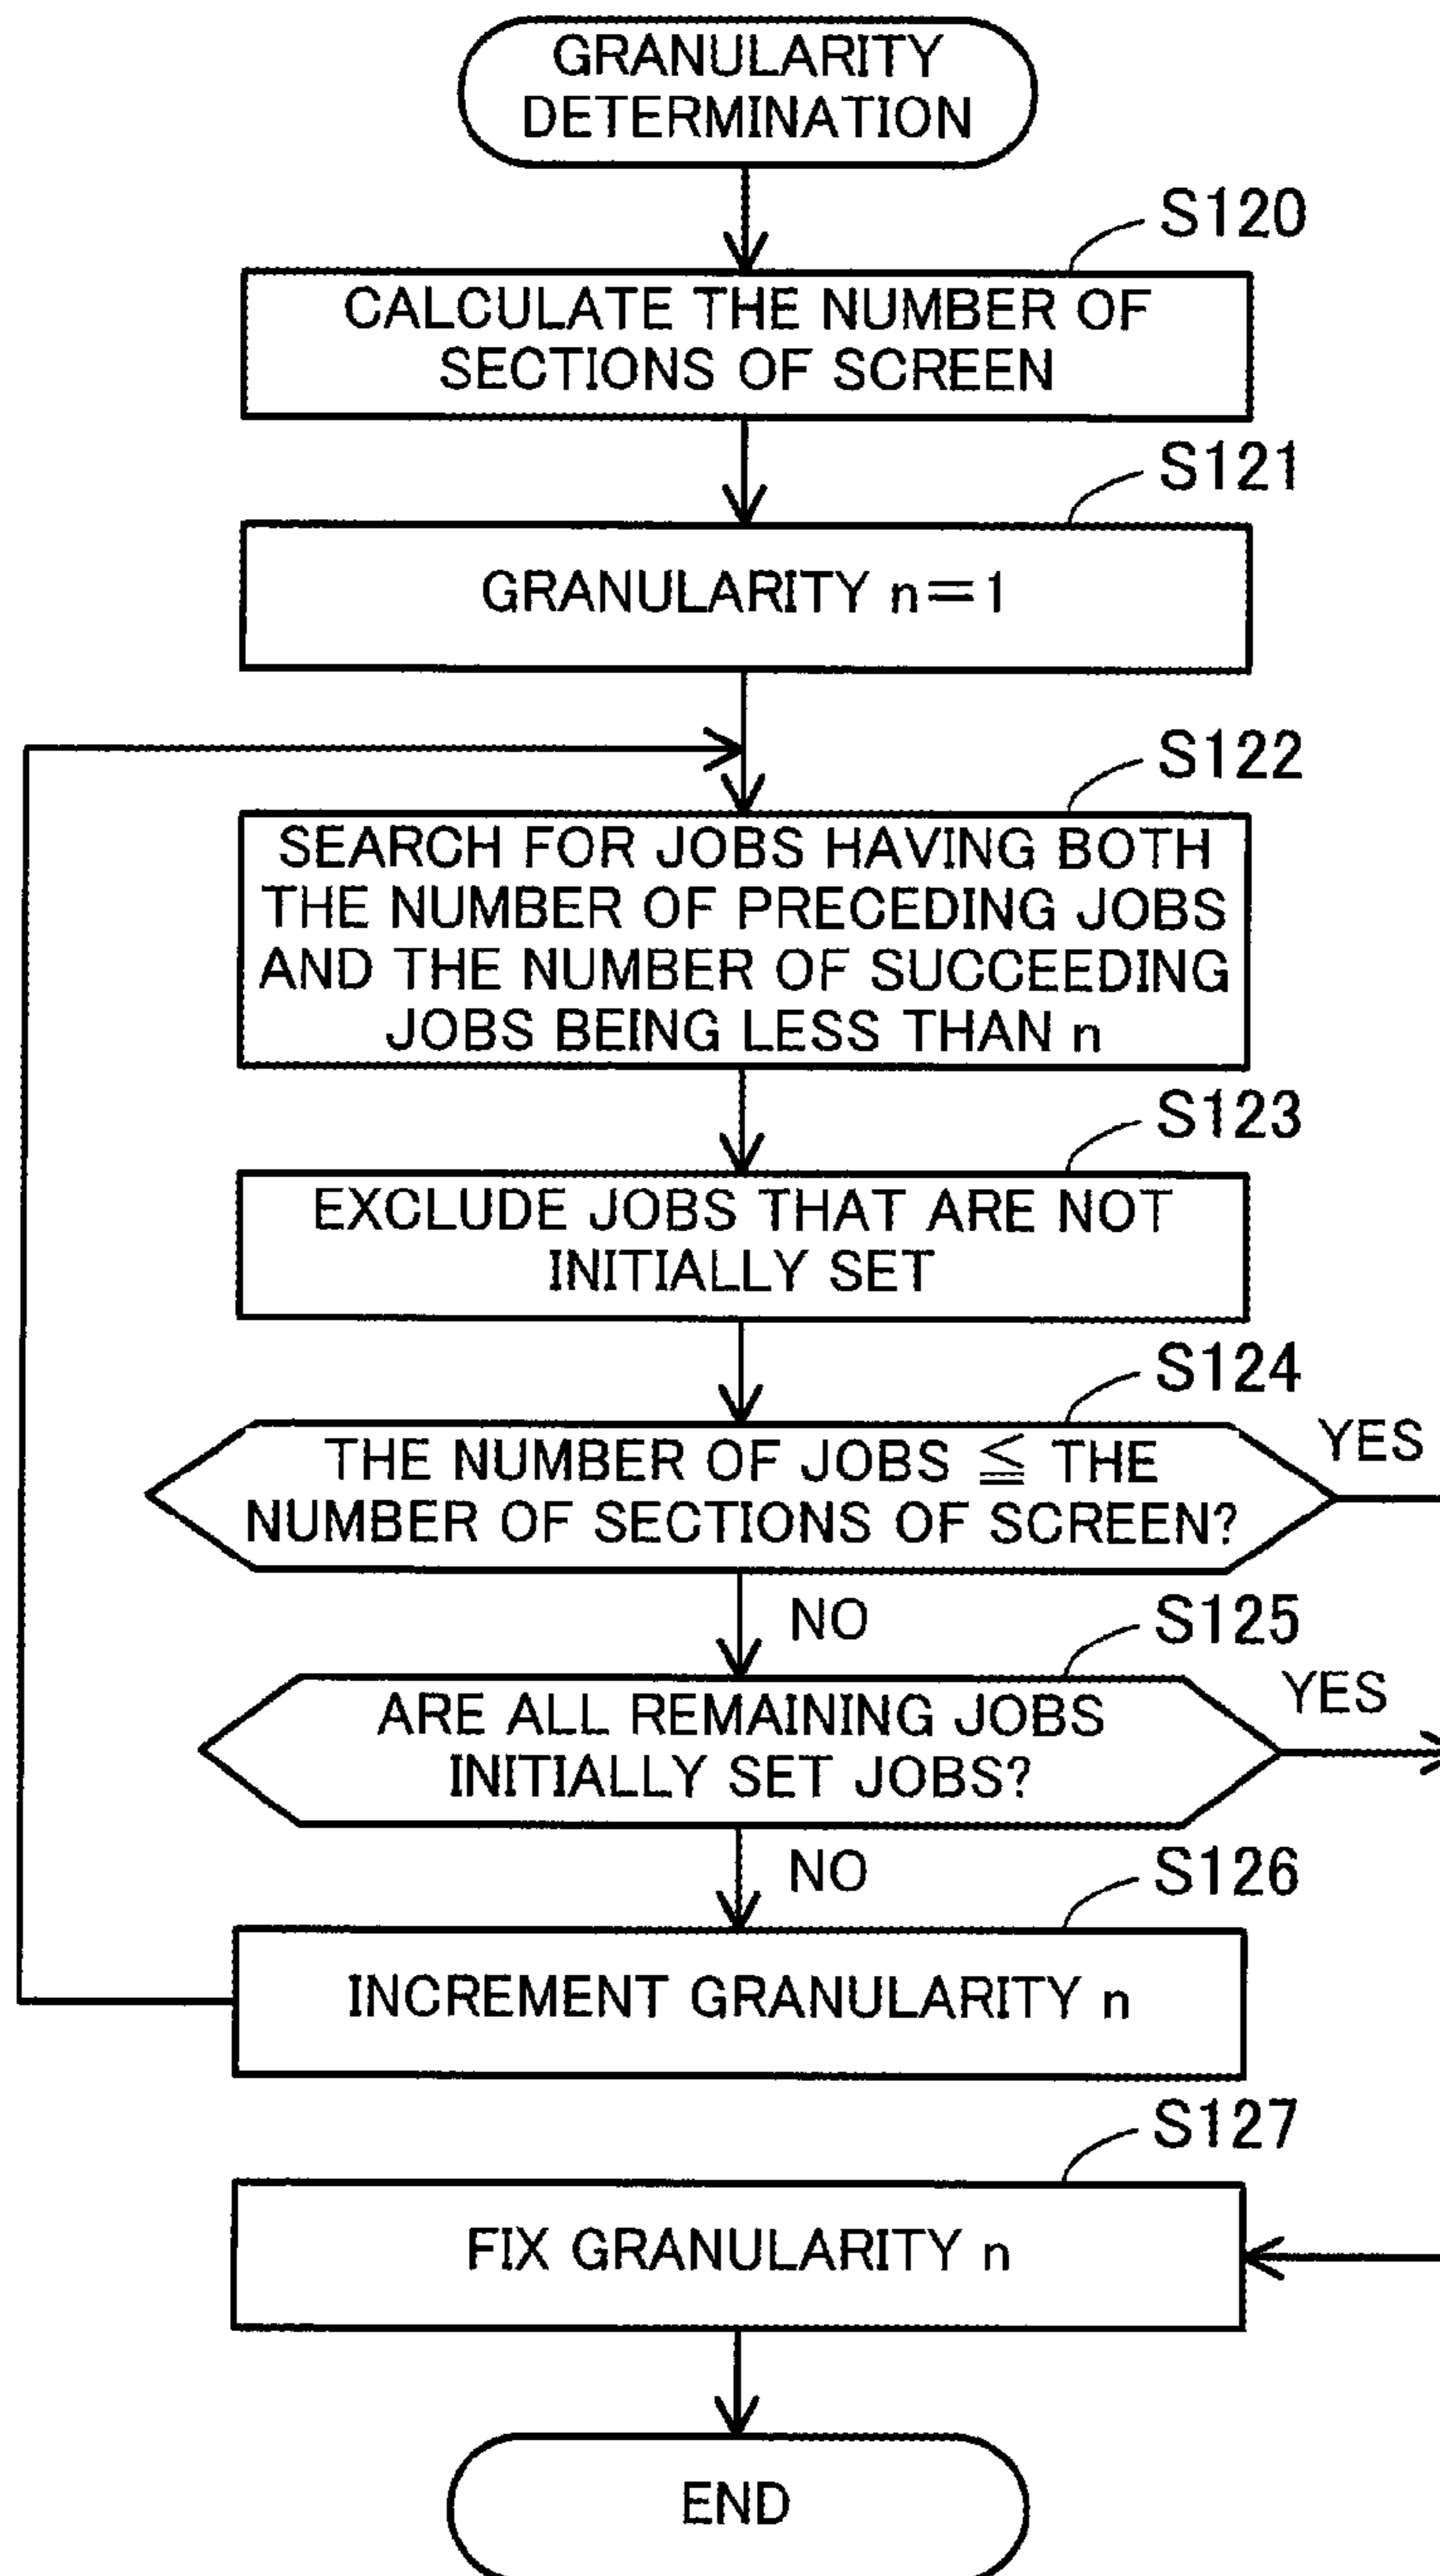 GRANULARITY
DETERMINATION
S120
CALCULATE THE NUMBER OF
SECTIONS OF SCREEN
S121
GRANULARITY n=1
S122
SEARCH FOR JOBS HAVING BOTH
THE NUMBER OF PRECEDING JOBS
AND THE NUMBER OF SUCCEEDING
JOBS BEING LESS THAN n
S123
EXCLUDE JOBS THAT ARE NOT
INITIALLY SET
S124
THE NUMBER OF JOBS ≦ THE
NUMBER OF SECTIONS OF SCREEN?
YES
NO
S125
ARE ALL REMAINING JOBS
INITIALLY SET JOBS?
YES
NO
S126
INCREMENT GRANULARITY n
S127
FIX GRANULARITY n
END